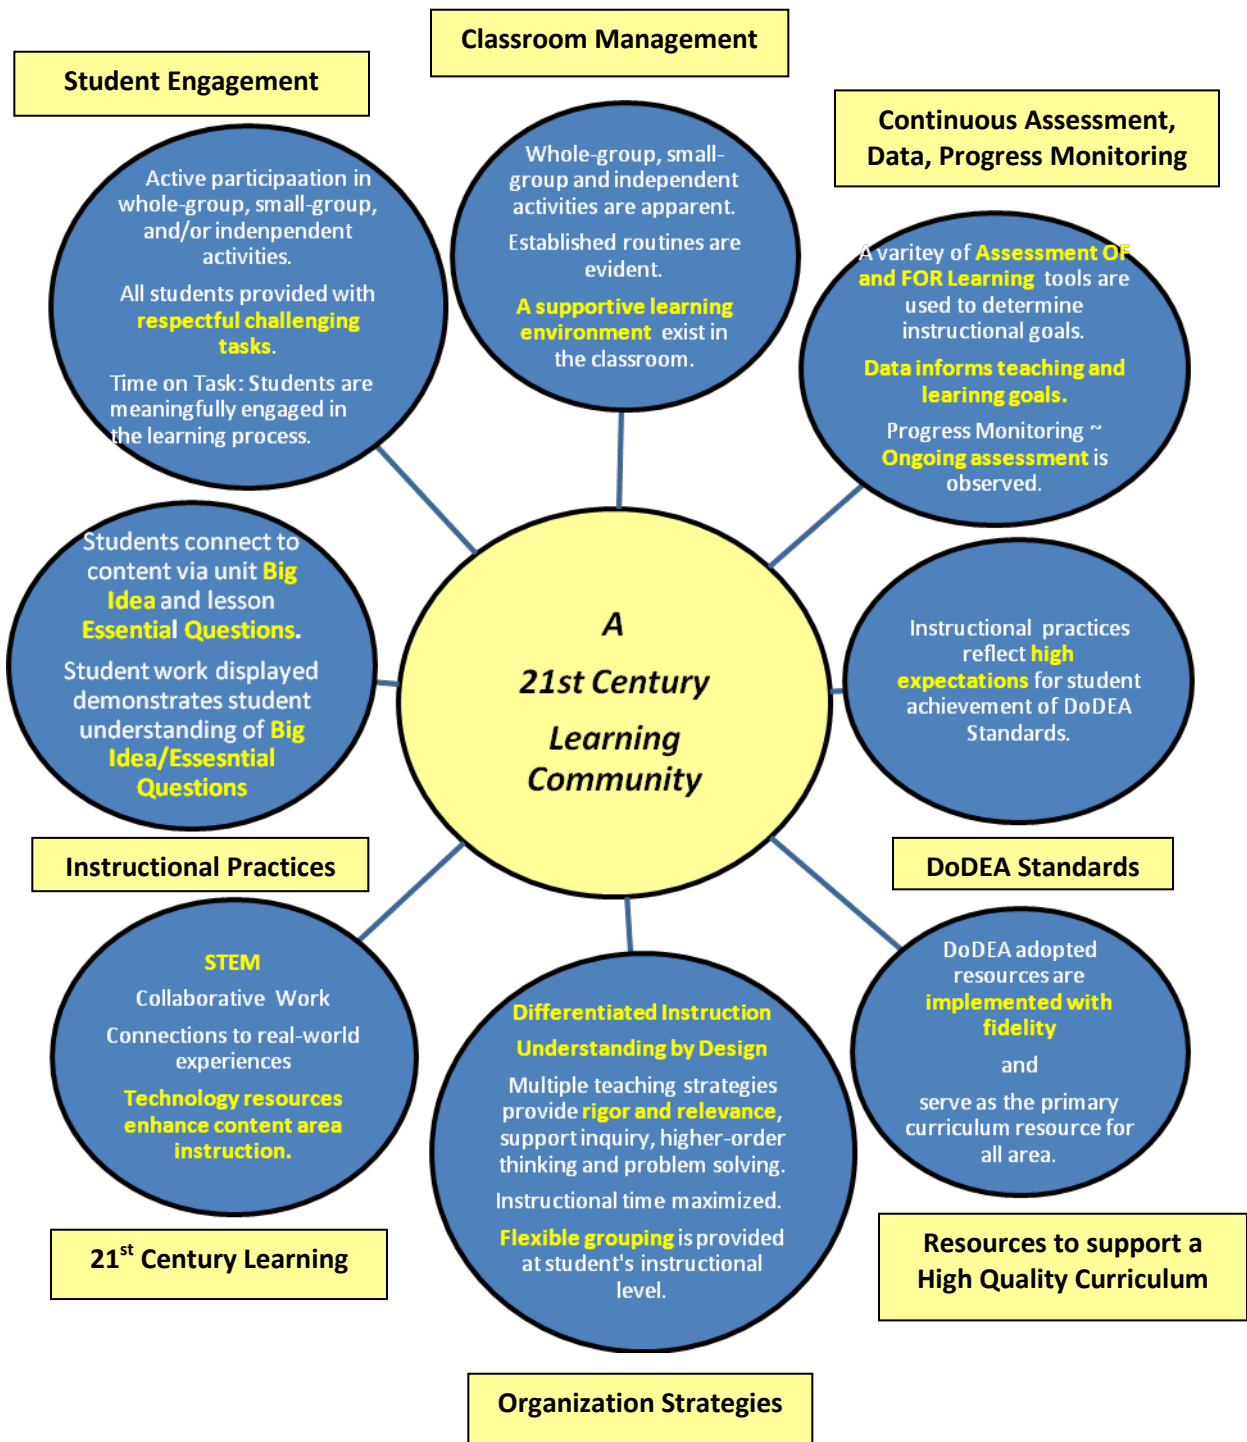 Classroom Management
Student Engagement
Continuous Assessment,
Data, Progress Monitoring
Active participaation in
whole-group, small-group,
and/or indenpendent
activities.
All students provided with
respectful challenging
tasks.
Time on Task: Students are
meaningfully engaged in
the learning process.
Whole-group, small-
group and independent
activities are apparent.
Established routines are
evident.
A supportive learning
environment exist in
the classroom.
A varitey of Assessment OF
and FOR Learning tools are
used to determine
instructional goals.
Data informs teaching and
learinng goals.
Progress Monitoring ~
Ongoing assessment is
observed.
Students connect to
content via unit Big
Idea and lesson
Essential Questions.
Student work displayed
demonstrates student
understanding of Big
Idea/Essesntial
Questions
A
21st Century
Learning
Community
Instructional practices
reflect high
expectations for student
achievement of DoDEA
Standards.
Instructional Practices
DoDEA Standards
STEM
Collaborative Work
Connections to real-world
experiences
Technology resources
enhance content area
instruction.
Differentiated Instruction
Understanding by Design
Multiple teaching strategies
provide rigor and relevance,
support inquiry, higher-order
thinking and problem solving.
Instructional time maximized.
Flexible grouping is provided
at student's instructional
level.
DoDEA adopted
resources are
implemented with
fidelity
and
serve as the primary
curriculum resource for
all area.
21st Century Learning
Resources to support a
High Quality Curriculum
Organization Strategies